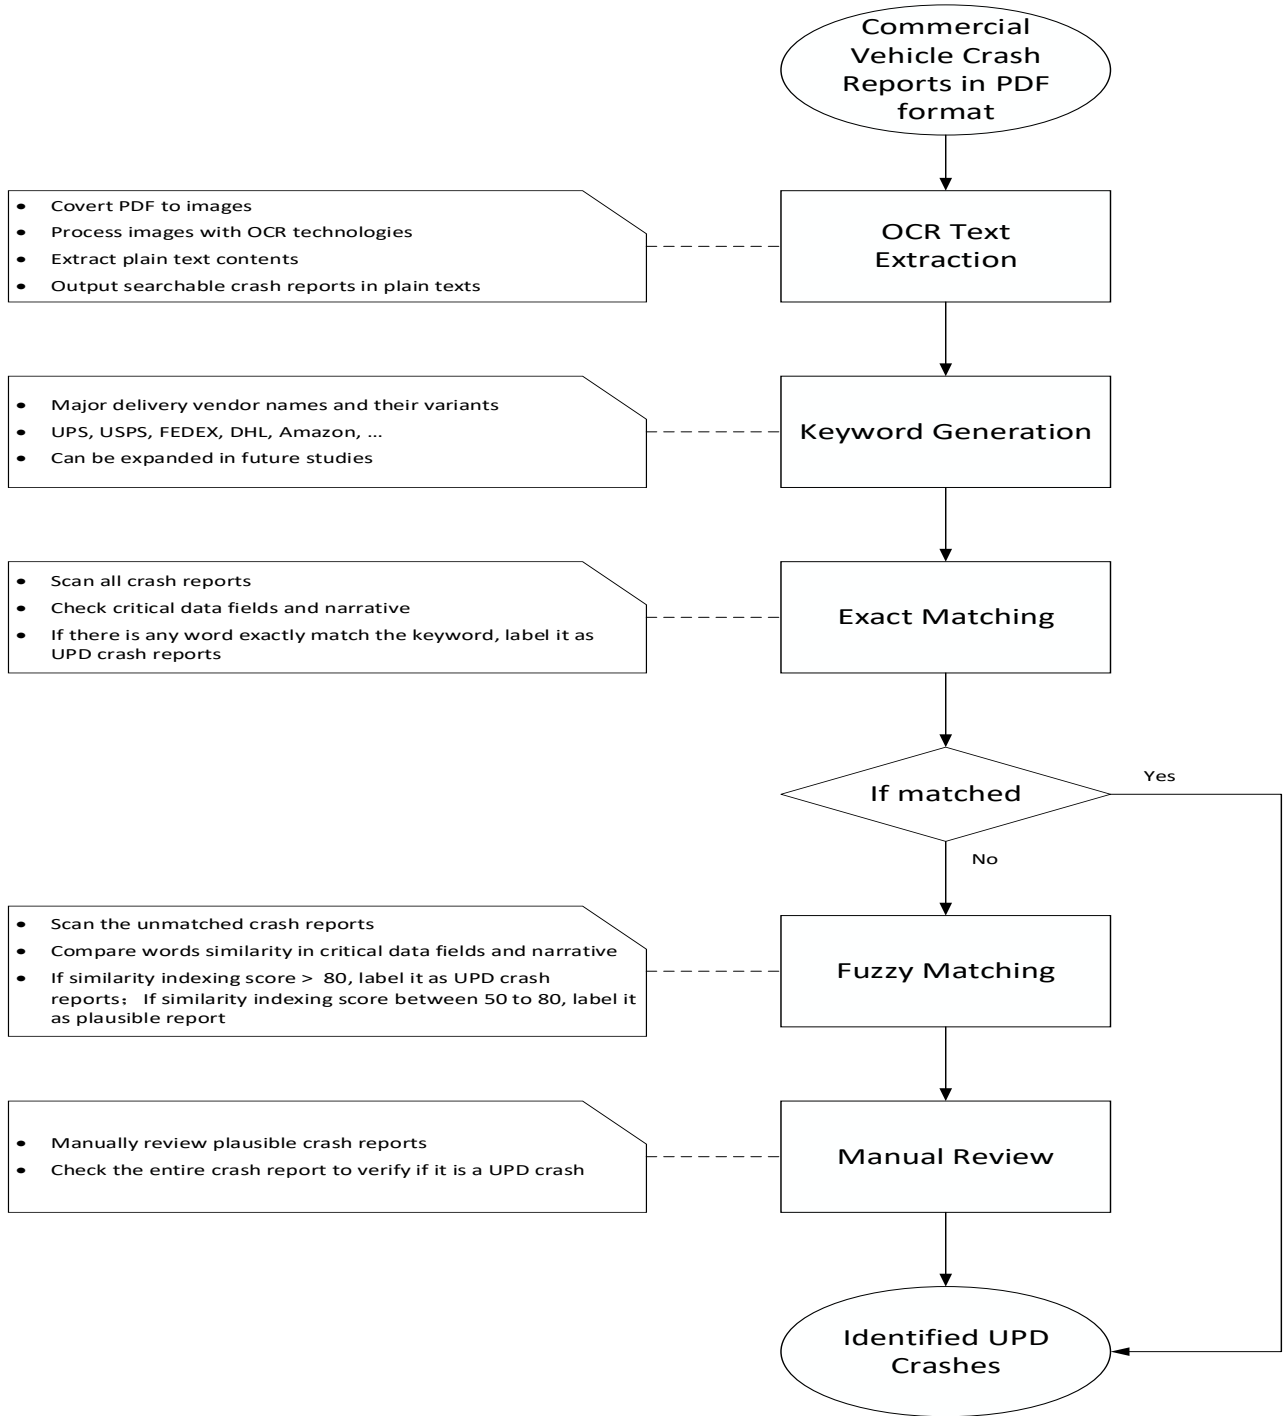 Commercial
Vehicle Crash
Reports in PDF
format
• Covert PDF to images
• Process images with OCR technologies
• Extract plain text contents
• Output searchable crash reports in plain texts
OCR Text
Extraction
• Major delivery vendor names and their variants
• UPS, USPS, FEDEX, DHL, Amazon, ...
• Can be expanded in future studies
Keyword Generation
• Scan all crash reports
• Check critical data fields and narrative
• If there is any word exactly match the keyword, label it as
UPD crash reports
Exact Matching
If matched
Yes
No
• Scan the unmatched crash reports
• Compare words similarity in critical data fields and narrative
• If similarity indexing score > 80, label it as UPD crash
reports; If similarity indexing score between 50 to 80, label it
as plausible report
Fuzzy Matching
• Manually review plausible crash reports
• Check the entire crash report to verify if it is a UPD crash
Manual Review
Identified UPD
Crashes